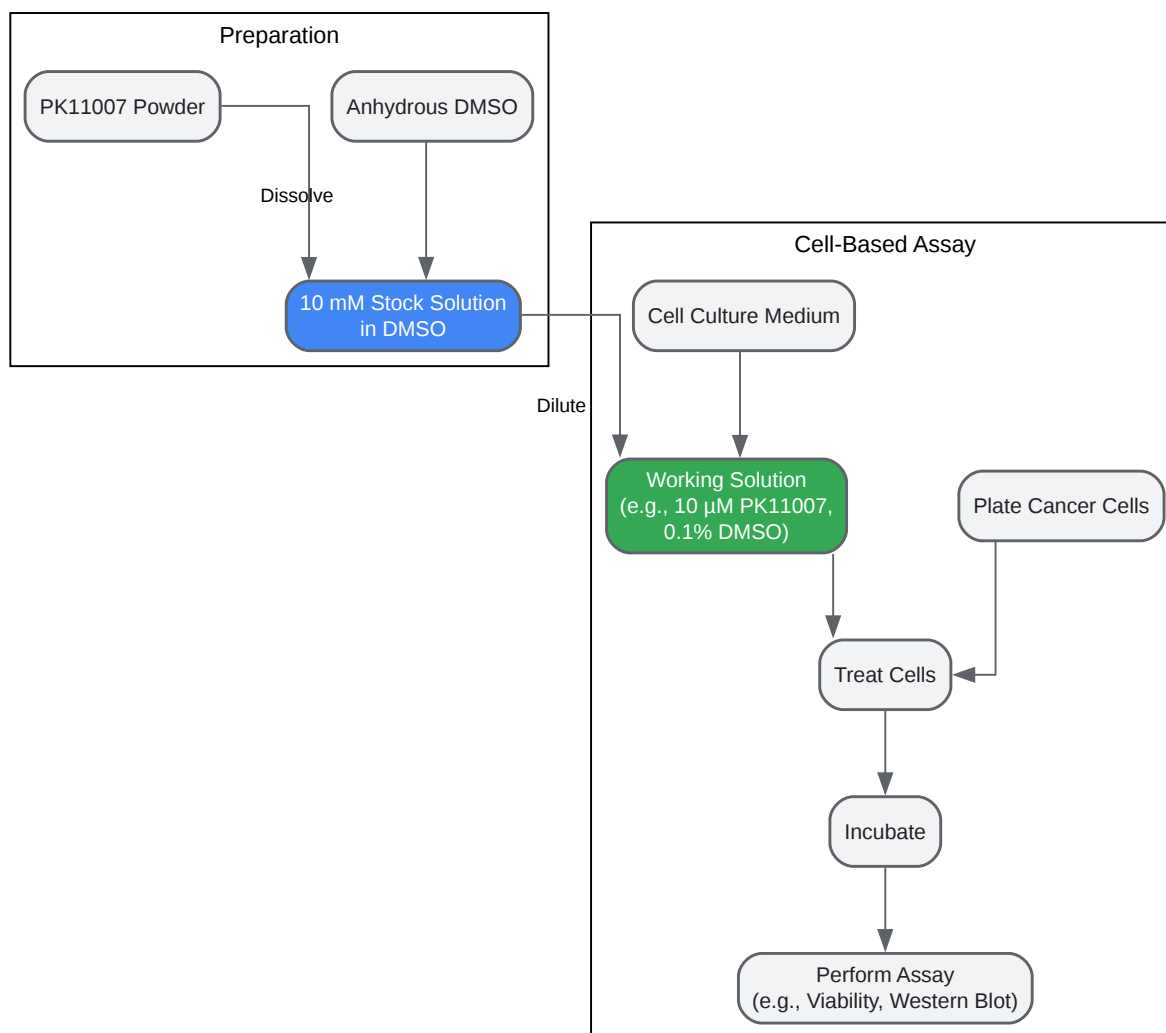 Preparation
PK11007 Powder
Anhydrous DMSO
Dissolve
10 mM Stock Solution
in DMSO
Cell-Based Assay
Cell Culture Medium
Dilute
Working Solution
(e.g., 10 µM PK11007,
0.1% DMSO)
Plate Cancer Cells
Treat Cells
Incubate
Perform Assay
(e.g., Viability, Western Blot)